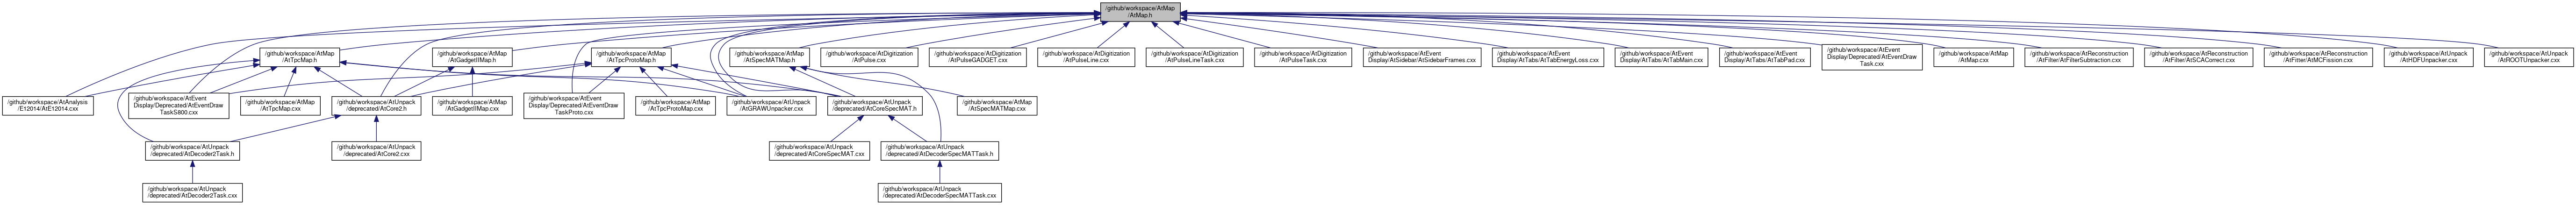 /github/workspace/AtMap
/AtMap.h
/github/workspace/AtMap
/AtTpcMap.h
/github/workspace/AtMap
/AtGadgetIIMap.h
/github/workspace/AtMap
/AtTpcProtoMap.h
/github/workspace/AtMap
/AtSpecMATMap.h
/github/workspace/AtDigitization
/AtPulse.cxx
/github/workspace/AtDigitization
/AtPulseGADGET.cxx
/github/workspace/AtDigitization
/AtPulseLine.cxx
/github/workspace/AtDigitization
/AtPulseLineTask.cxx
/github/workspace/AtDigitization
/AtPulseTask.cxx
/github/workspace/AtEvent
Display/AtSidebar/AtSidebarFrames.cxx
/github/workspace/AtEvent
Display/AtTabs/AtTabEnergyLoss.cxx
/github/workspace/AtEvent
Display/AtTabs/AtTabMain.cxx
/github/workspace/AtEvent
Display/AtTabs/AtTabPad.cxx
/github/workspace/AtEvent
Display/Deprecated/AtEventDraw
Task.cxx
/github/workspace/AtMap
/AtMap.cxx
/github/workspace/AtReconstruction
/AtFilter/AtFilterSubtraction.cxx
/github/workspace/AtReconstruction
/AtFilter/AtSCACorrect.cxx
/github/workspace/AtReconstruction
/AtFitter/AtMCFission.cxx
/github/workspace/AtUnpack
/AtHDFUnpacker.cxx
/github/workspace/AtUnpack
/AtROOTUnpacker.cxx
/github/workspace/AtAnalysis
/E12014/AtE12014.cxx
/github/workspace/AtEvent
Display/Deprecated/AtEventDraw
TaskS800.cxx
/github/workspace/AtMap
/AtTpcMap.cxx
/github/workspace/AtUnpack
/deprecated/AtCore2.h
/github/workspace/AtMap
/AtGadgetIIMap.cxx
/github/workspace/AtEvent
Display/Deprecated/AtEventDraw
TaskProto.cxx
/github/workspace/AtMap
/AtTpcProtoMap.cxx
/github/workspace/AtUnpack
/AtGRAWUnpacker.cxx
/github/workspace/AtUnpack
/deprecated/AtCoreSpecMAT.h
/github/workspace/AtMap
/AtSpecMATMap.cxx
/github/workspace/AtUnpack
/deprecated/AtDecoder2Task.h
/github/workspace/AtUnpack
/deprecated/AtCore2.cxx
/github/workspace/AtUnpack
/deprecated/AtCoreSpecMAT.cxx
/github/workspace/AtUnpack
/deprecated/AtDecoderSpecMATTask.h
/github/workspace/AtUnpack
/deprecated/AtDecoder2Task.cxx
/github/workspace/AtUnpack
/deprecated/AtDecoderSpecMATTask.cxx